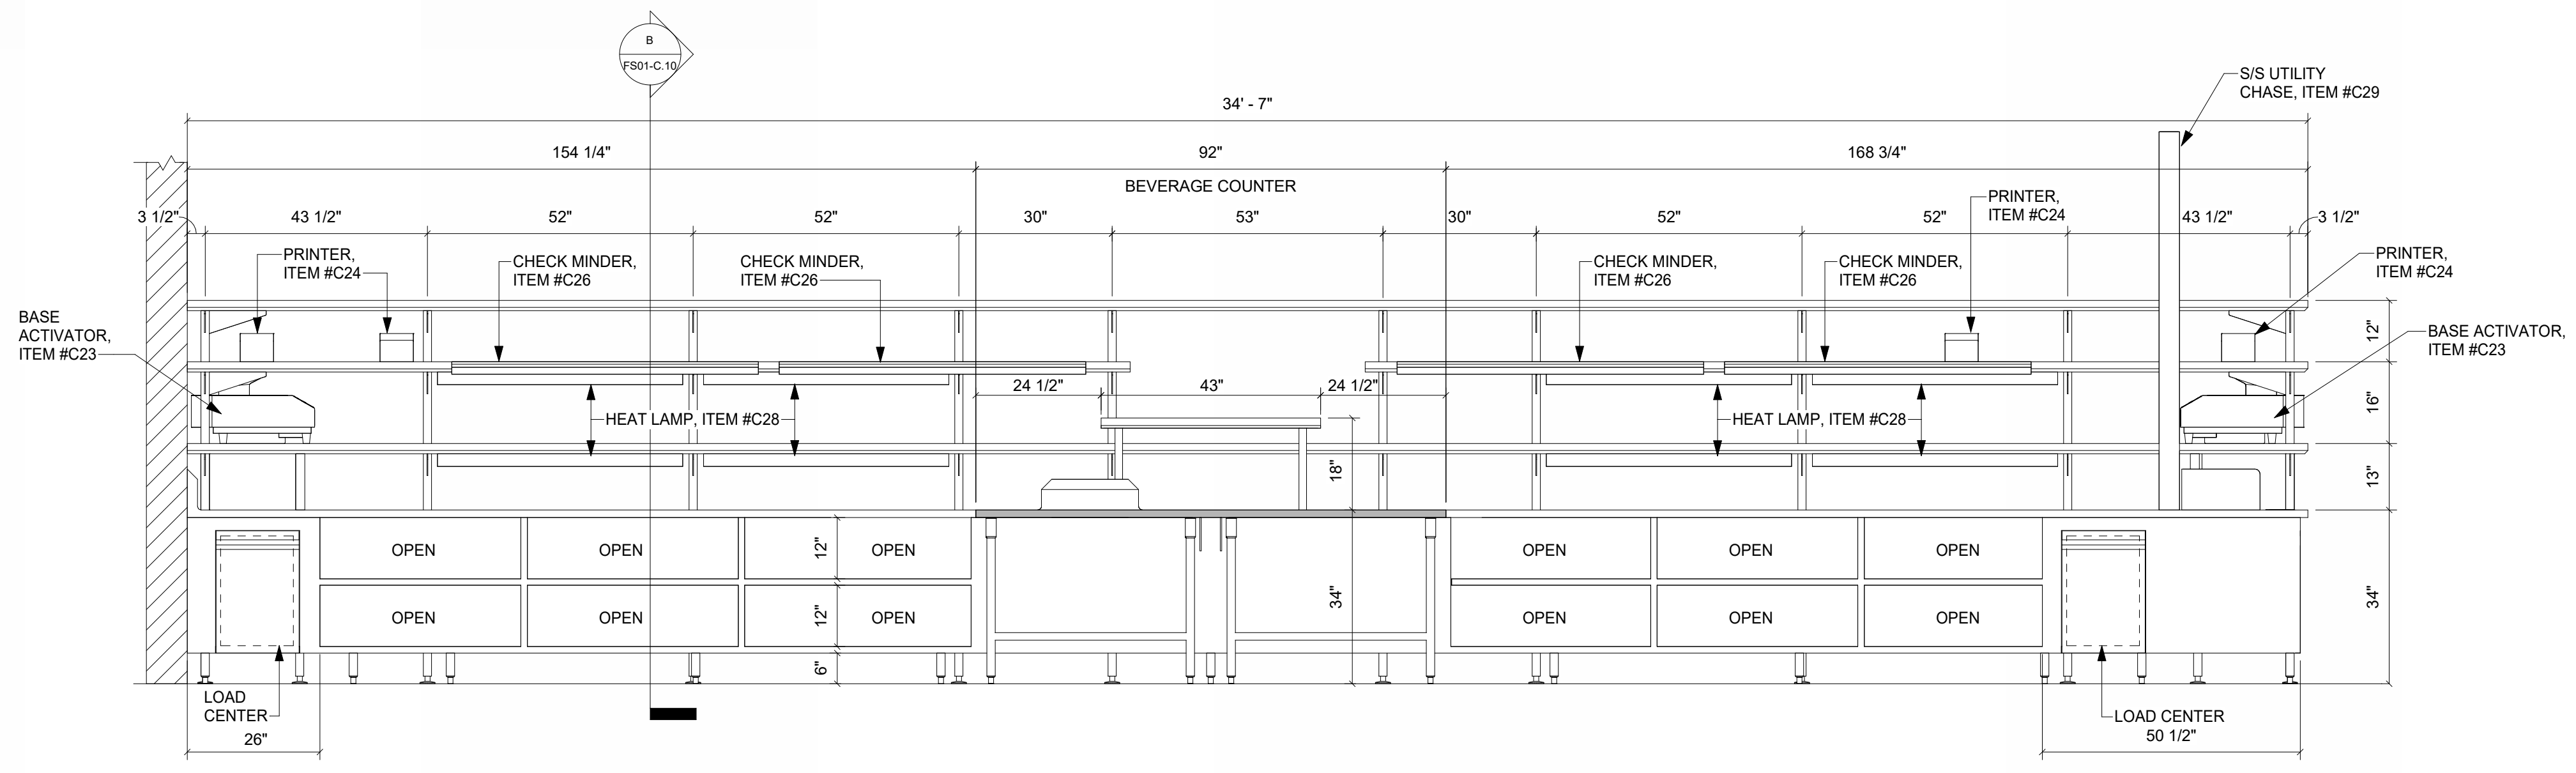 B
FS01-C.10
S/S UTILITY
CHASE, ITEM #C29
34' - 7"
154 1/4"
92"
168 3/4"
BEVERAGE COUNTER
PRINTER,
ITEM #C24
3 1/2"
43 1/2"
52"
52"
30"
53"
30"
52"
52"
43 1/2"
3 1/2"
PRINTER,
ITEM #C24
CHECK MINDER,
ITEM #C26
CHECK MINDER,
ITEM #C26
CHECK MINDER,
ITEM #C26
CHECK MINDER,
ITEM #C26
PRINTER,
ITEM #C24
BASE
ACTIVATOR,
ITEM #C23
12"
BASE ACTIVATOR,
ITEM #C23
24 1/2"
43"
24 1/2"
16"
HEAT LAMP, ITEM #C28
HEAT LAMP, ITEM #C28
18"
13"
OPEN
OPEN
12"
OPEN
OPEN
OPEN
OPEN
34"
34"
OPEN
OPEN
12"
OPEN
OPEN
OPEN
OPEN
6"
LOAD
CENTER
LOAD CENTER
26"
50 1/2"